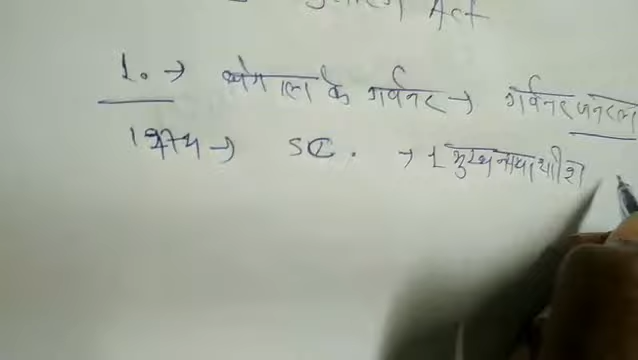 Act
1. → बंगाल के गर्वनर → गर्वनर जनरल
1774 → SC. → 1 मुख्य न्यायाधीश